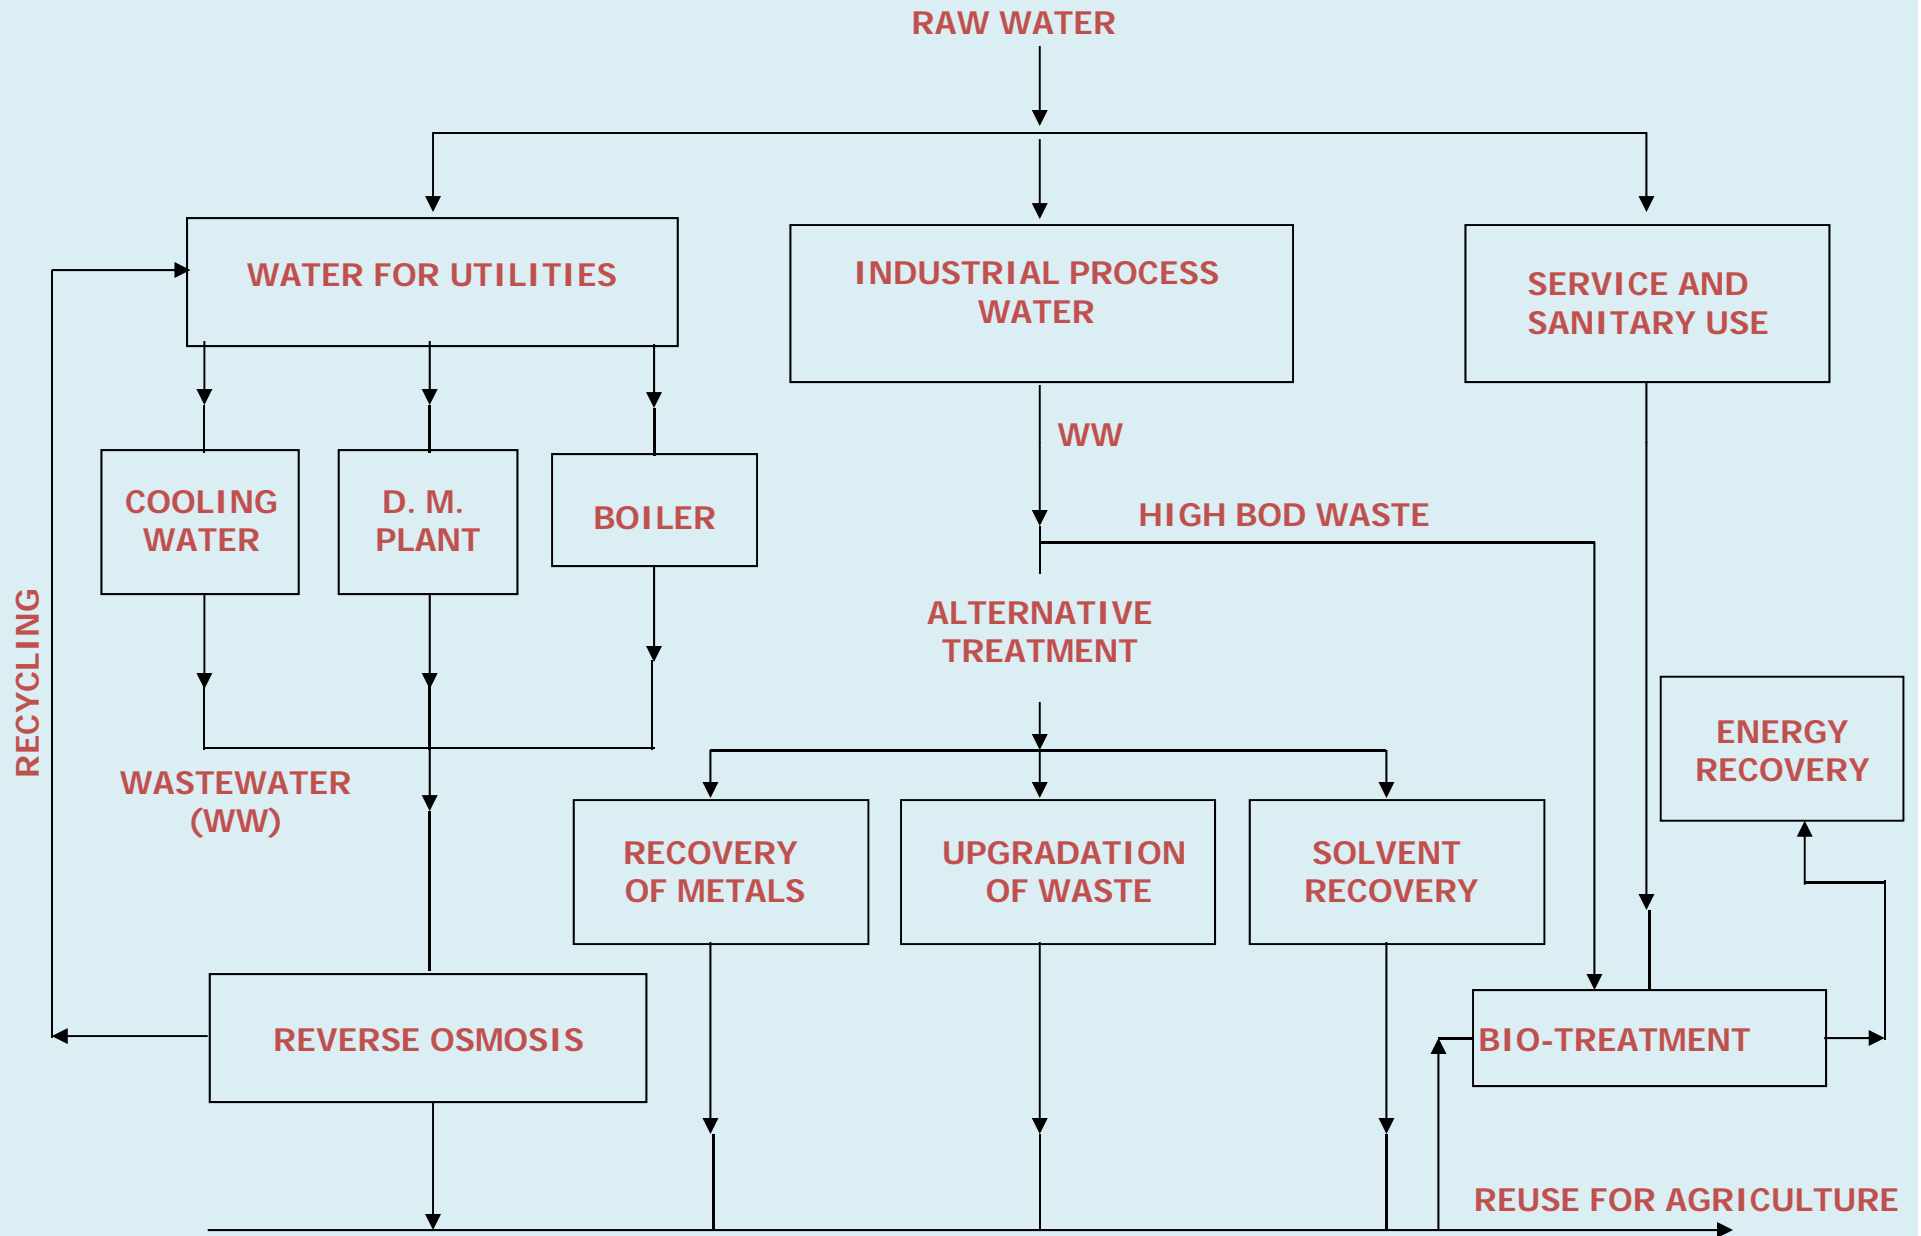 RAW WATER
WATER FOR UTILITIES
INDUSTRIAL PROCESS
WATER
SERVICE AND
SANITARY USE
COOLING
WATER
D. M.
PLANT
BOILER
WW
HIGH BOD WASTE
ALTERNATIVE
TREATMENT
RECYCLING
WASTEWATER
(WW)
ENERGY
RECOVERY
RECOVERY
OF METALS
UPGRADATION
OF WASTE
SOLVENT
RECOVERY
REVERSE OSMOSIS
BIO-TREATMENT
REUSE FOR AGRICULTURE